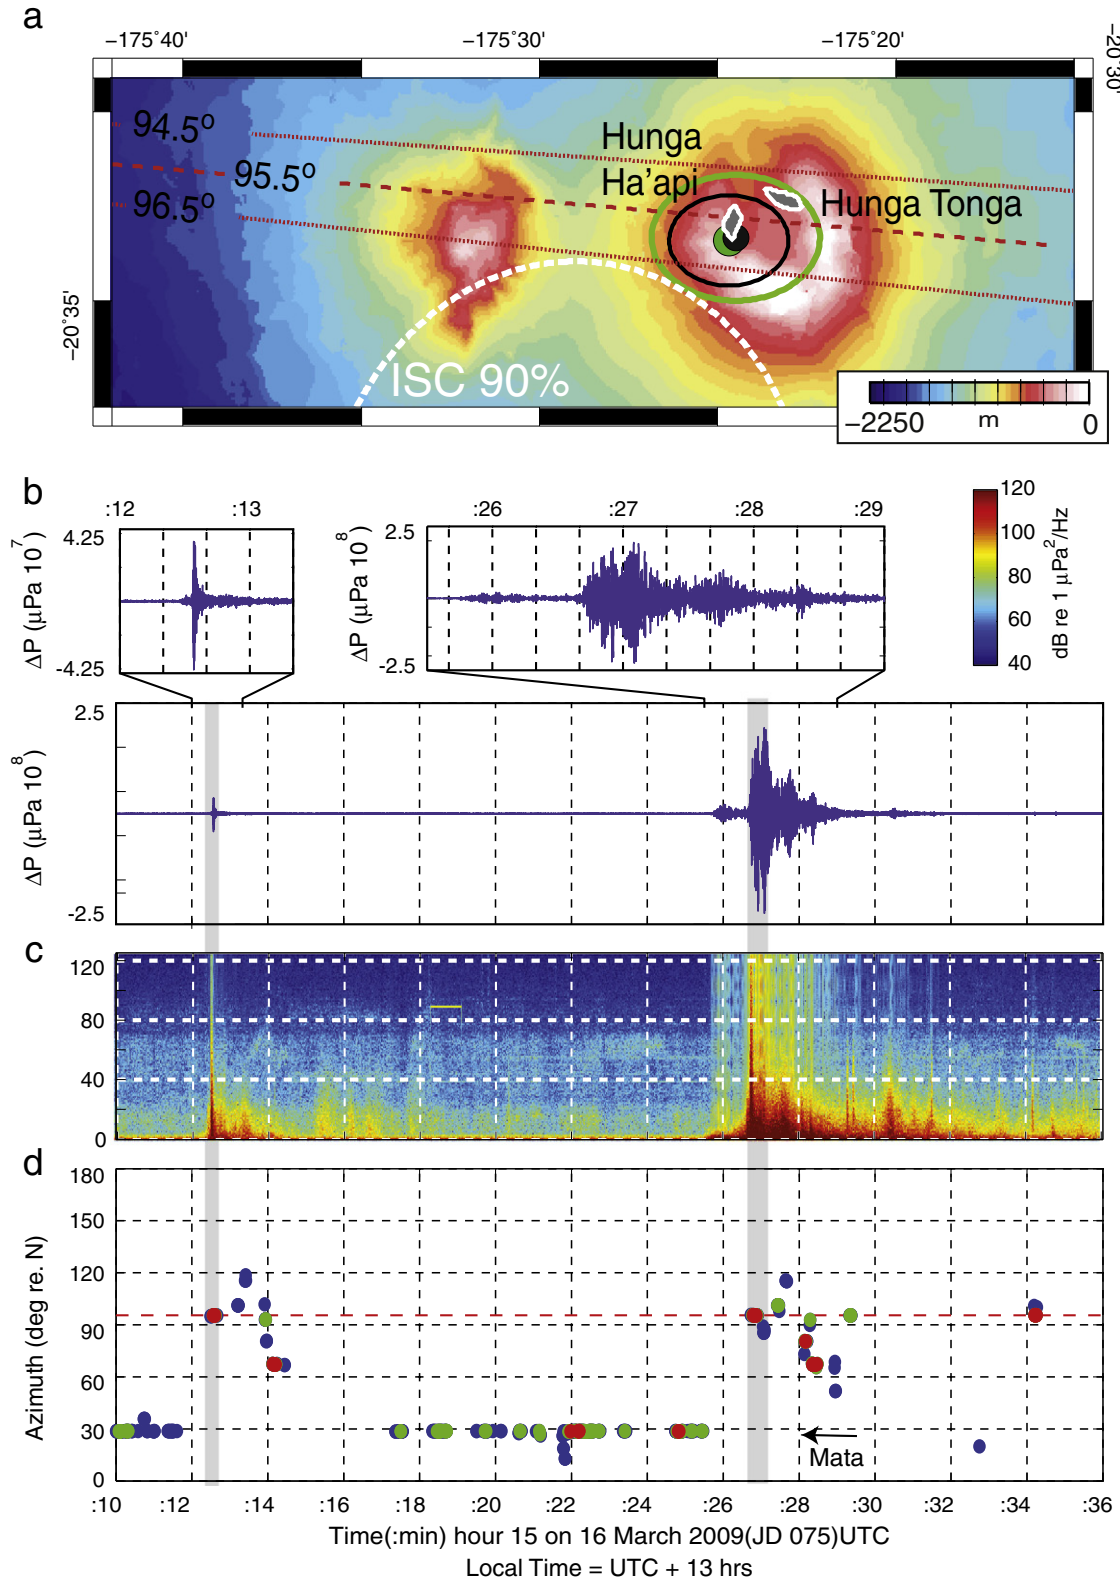 a
−175˚40'
−175˚30'
−175˚20'
−20˚30'
94.5º
95.5º
96.5º
Hunga
Ha'api
Hunga Tonga
−20˚35'
ISC 90%
−2250 m 0
b
:12 :13
4.25
-4.25
ΔP (µPa 10⁷)
:26 :27 :28 :29
2.5
-2.5
ΔP (µPa 10⁸)
120
100
80
60
40
dB re 1 µPa²/Hz
2.5
-2.5
ΔP (µPa 10⁸)
c
120
80
40
0
d
180
150
120
90
60
30
0
Azimuth (deg re. N)
Mata
:10 :12 :14 :16 :18 :20 :22 :24 :26 :28 :30 :32 :34 :36
Time(:min) hour 15 on 16 March 2009(JD 075)UTC
Local Time = UTC + 13 hrs